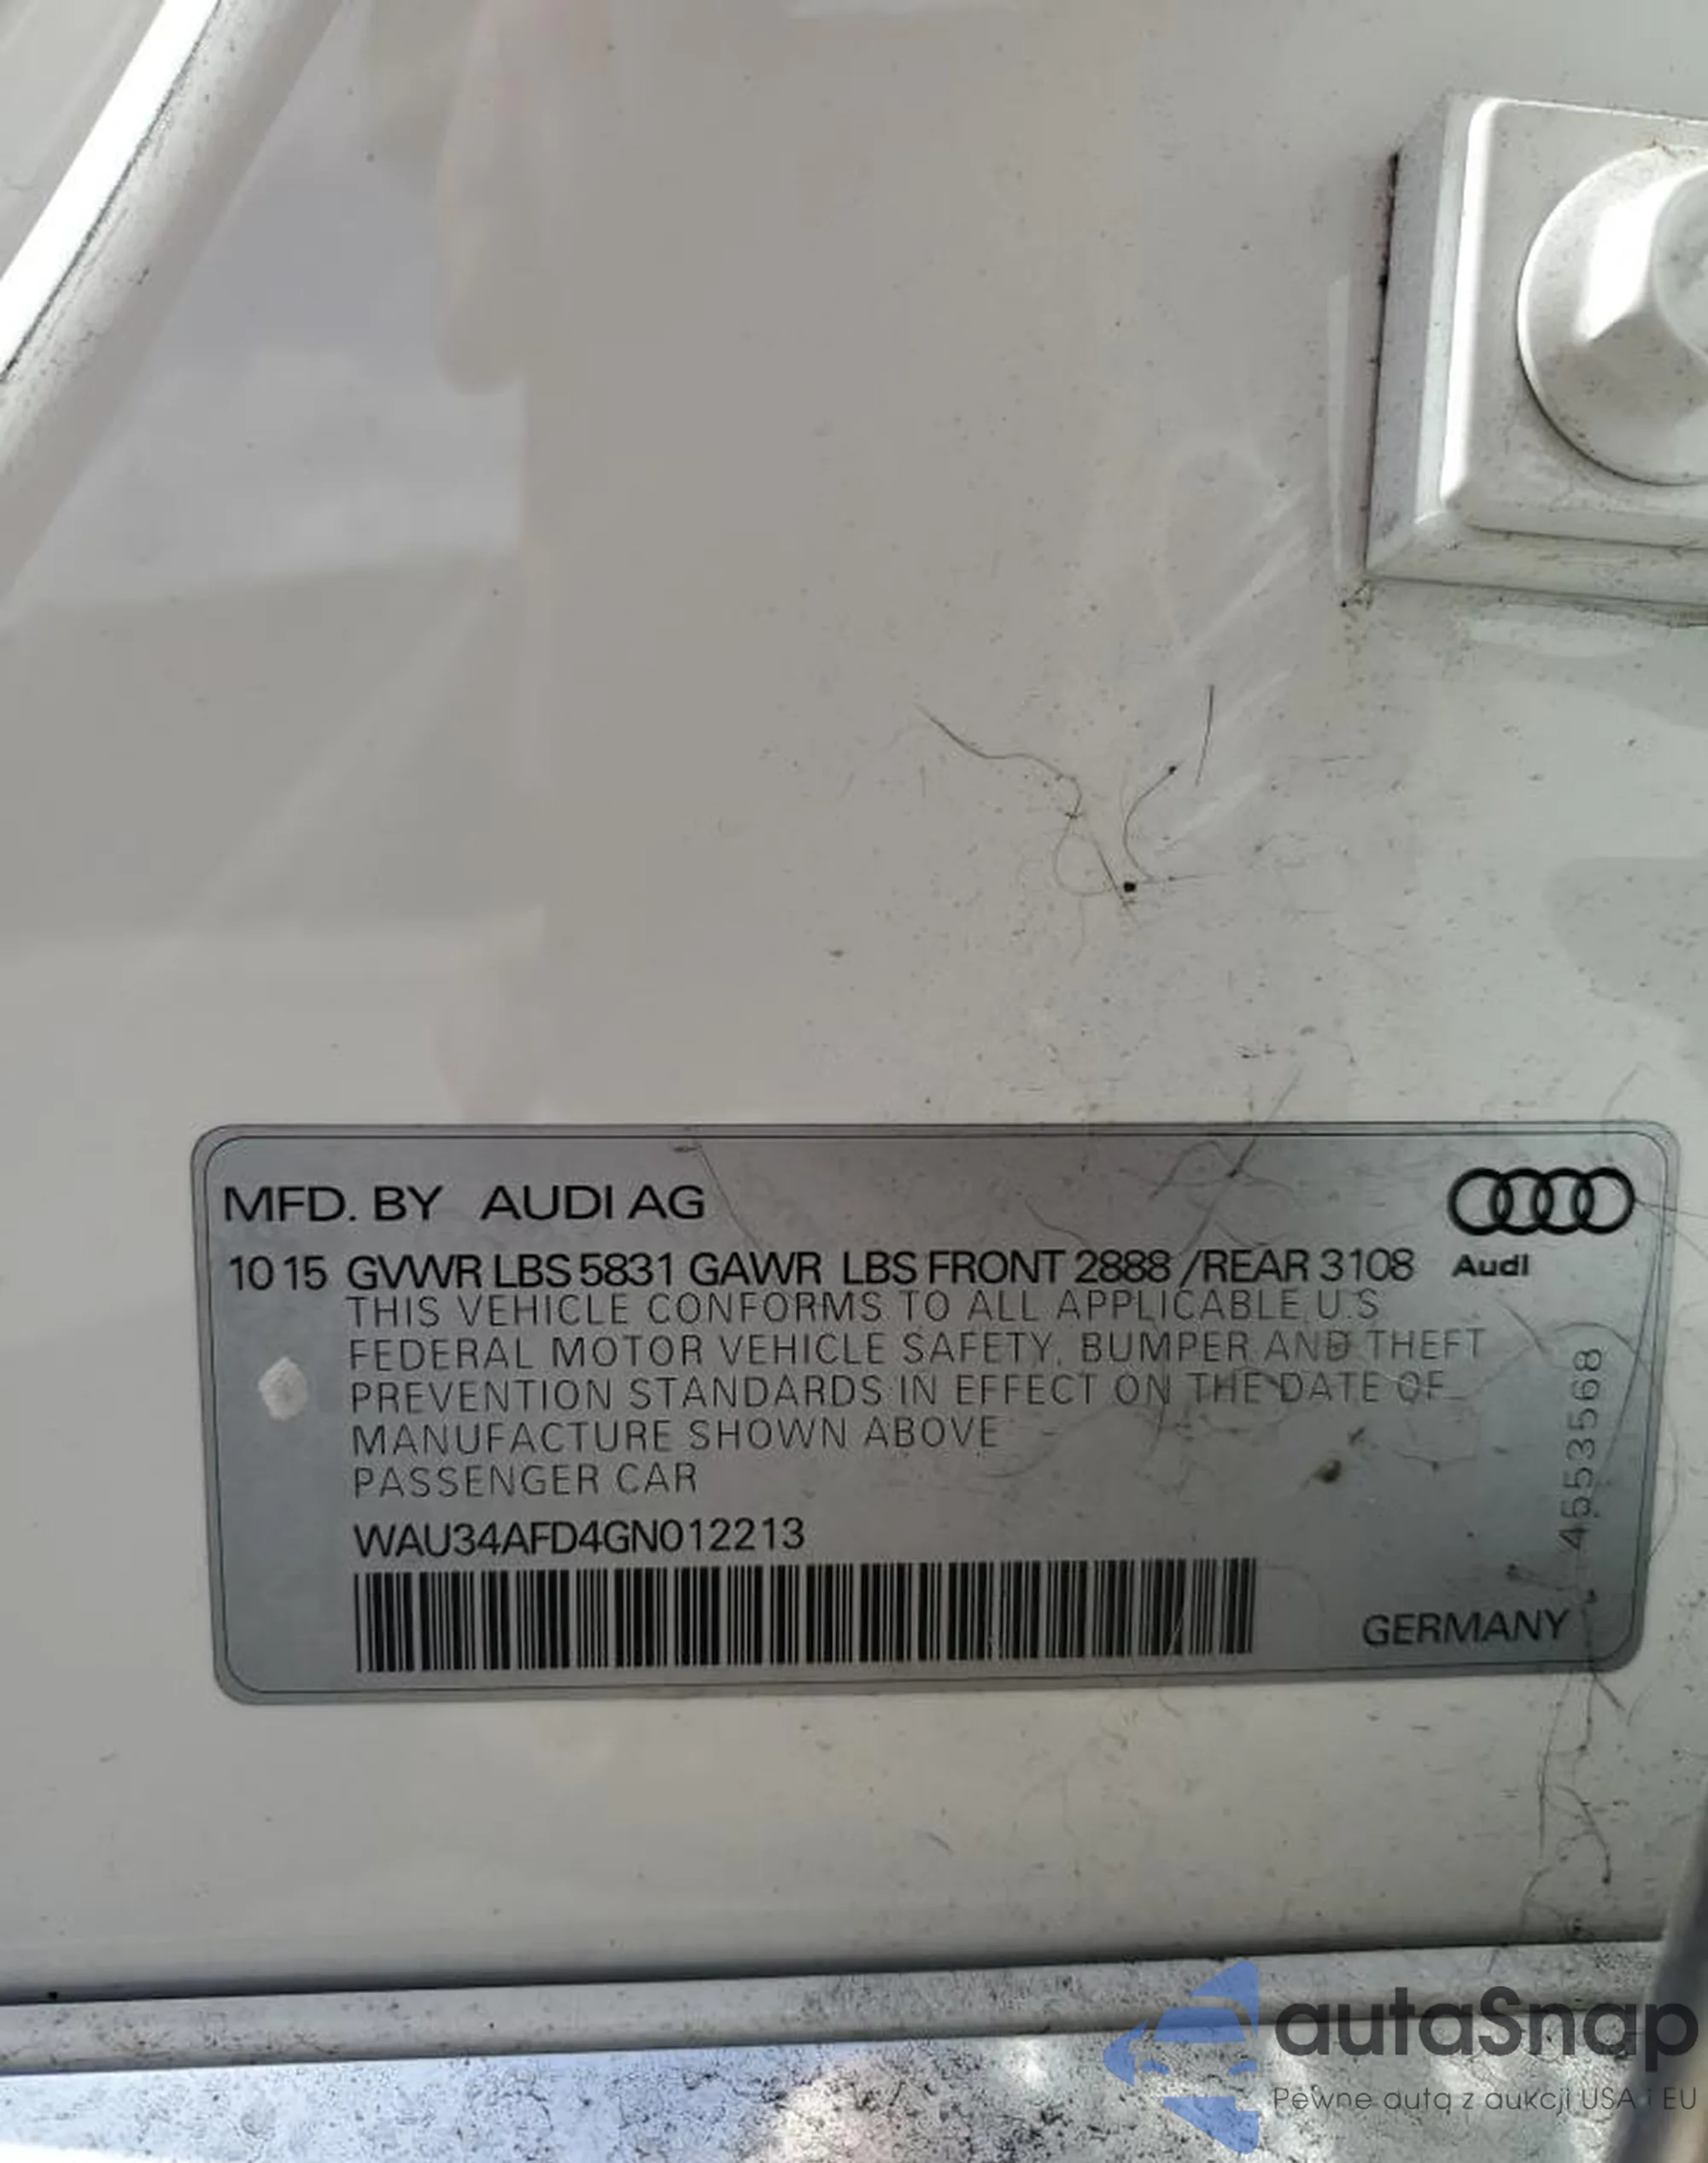 MFD. BY AUDI AG
10 15 GVWR LBS 5831 GAWR LBS FRONT 2888 /REAR 3108
Audi
THIS VEHICLE CONFORMS TO ALL APPLICABLE U.S
FEDERAL MOTOR VEHICLE SAFETY, BUMPER AND THEFT
PREVENTION STANDARDS IN EFFECT ON THE DATE OF
MANUFACTURE SHOWN ABOVE
PASSENGER CAR
4553568
WAU34AFD4GN012213
GERMANY
autaSnap
Pewne auta z aukcji USA i EU